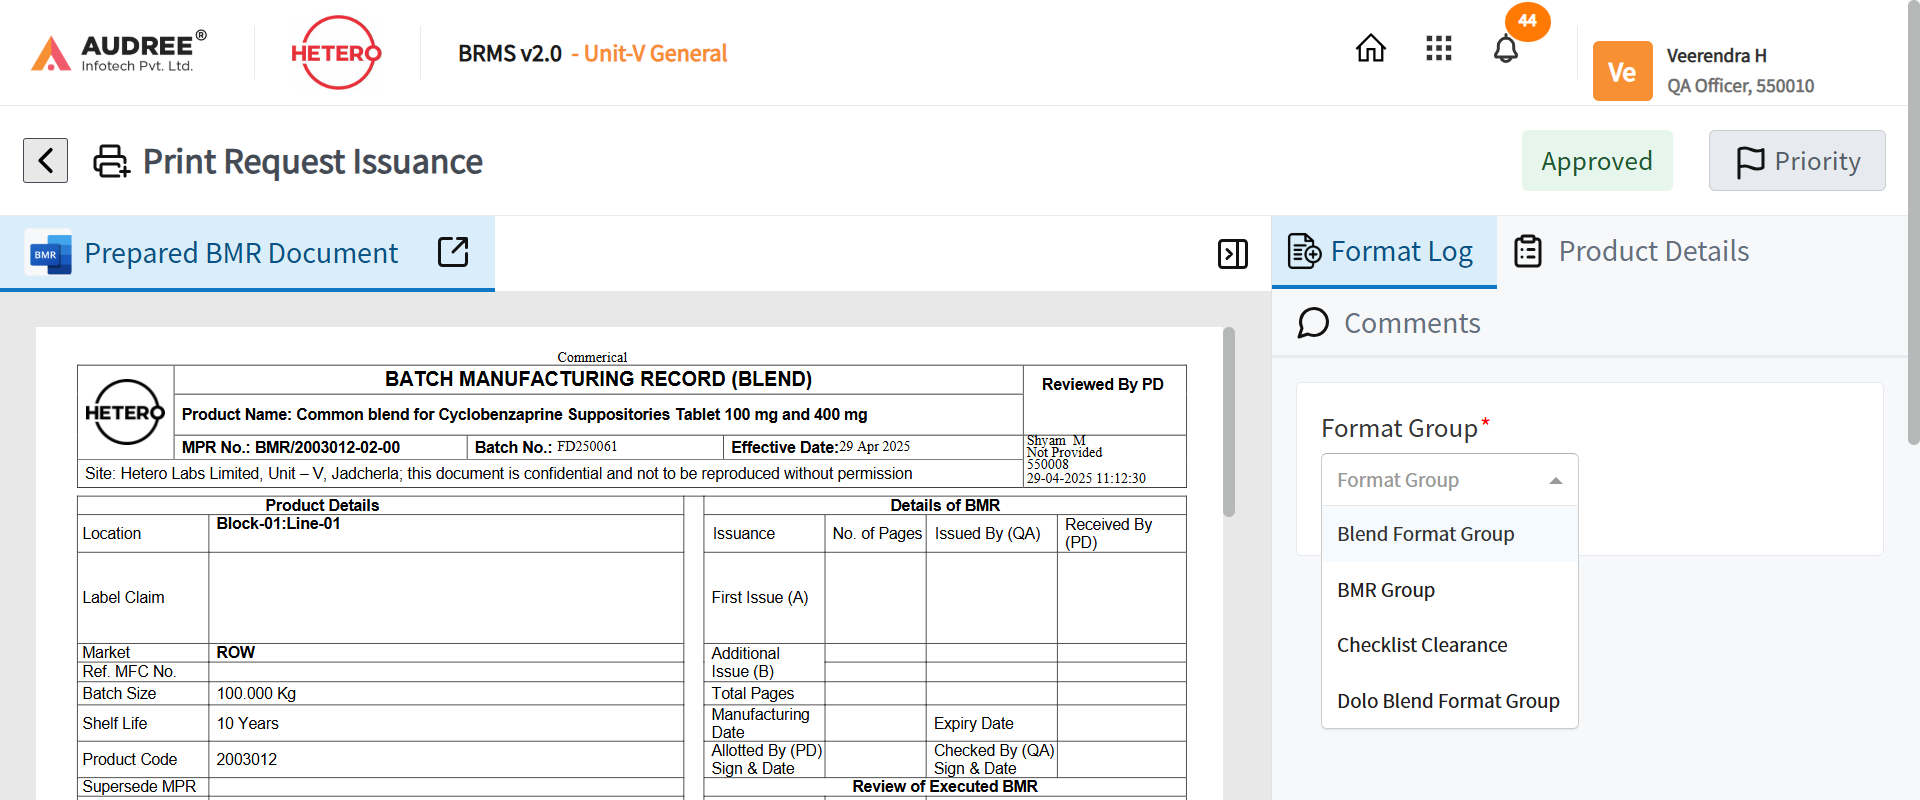 AUDREE®
Infotech Pvt. Ltd.
HETERO
BRMS v2.0 - Unit-V General
44
Ve
Veerendra H
QA Officer, 550010
Print Request Issuance
Approved
Priority
BMR
Prepared BMR Document
Format Log
Product Details
Comments
Commerical
HETERO
BATCH MANUFACTURING RECORD (BLEND)
Reviewed By PD
Product Name: Common blend for Cyclobenzaprine Suppositories Tablet 100 mg and 400 mg
MPR No.: BMR/2003012-02-00
Batch No.: FD250061
Effective Date:29 Apr 2025
Shyam M
Not Provided
550008
29-04-2025 11:12:30
Site: Hetero Labs Limited, Unit – V, Jadcherla; this document is confidential and not to be reproduced without permission
Product Details
Location
Block-01:Line-01
Label Claim
Market
ROW
Ref. MFC No.
Batch Size
100.000 Kg
Shelf Life
10 Years
Product Code
2003012
Supersede MPR
Details of BMR
Issuance
No. of Pages
Issued By (QA)
Received By
(PD)
First Issue (A)
Additional
Issue (B)
Total Pages
Manufacturing
Date
Expiry Date
Allotted By (PD)
Sign & Date
Checked By (QA)
Sign & Date
Review of Executed BMR
Format Group*
Format Group
Blend Format Group
BMR Group
Checklist Clearance
Dolo Blend Format Group